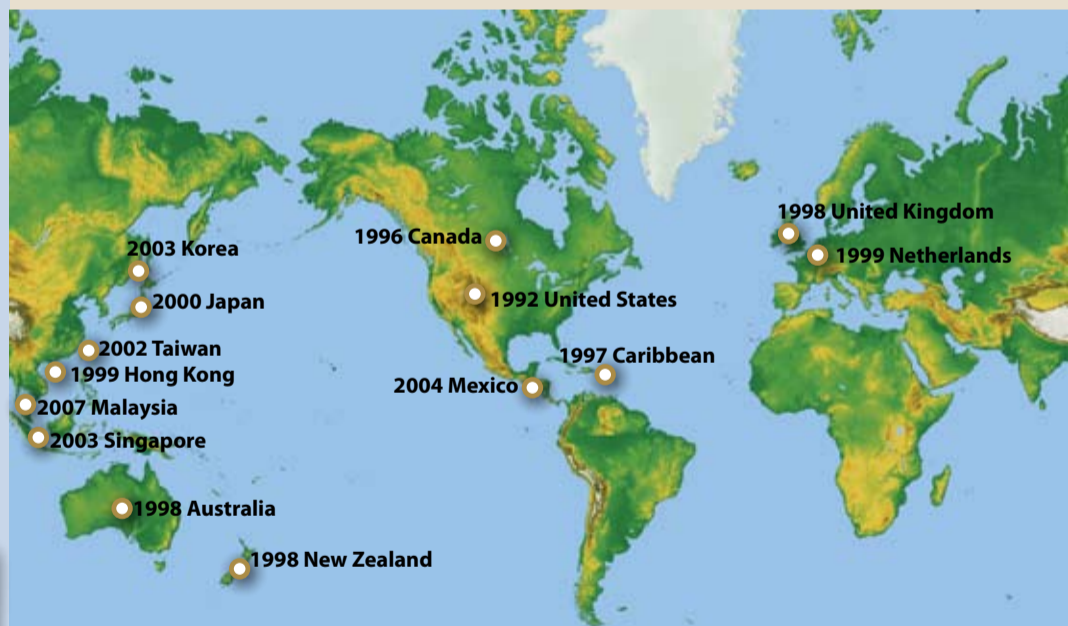 1998 United Kingdom
1996 Canada
2003 Korea
1999 Netherlands
1992 United States
2000 Japan
2002 Taiwan
1997 Caribbean
1999 Hong Kong
2004 Mexico
2007 Malaysia
2003 Singapore
1998 Australia
1998 New Zealand